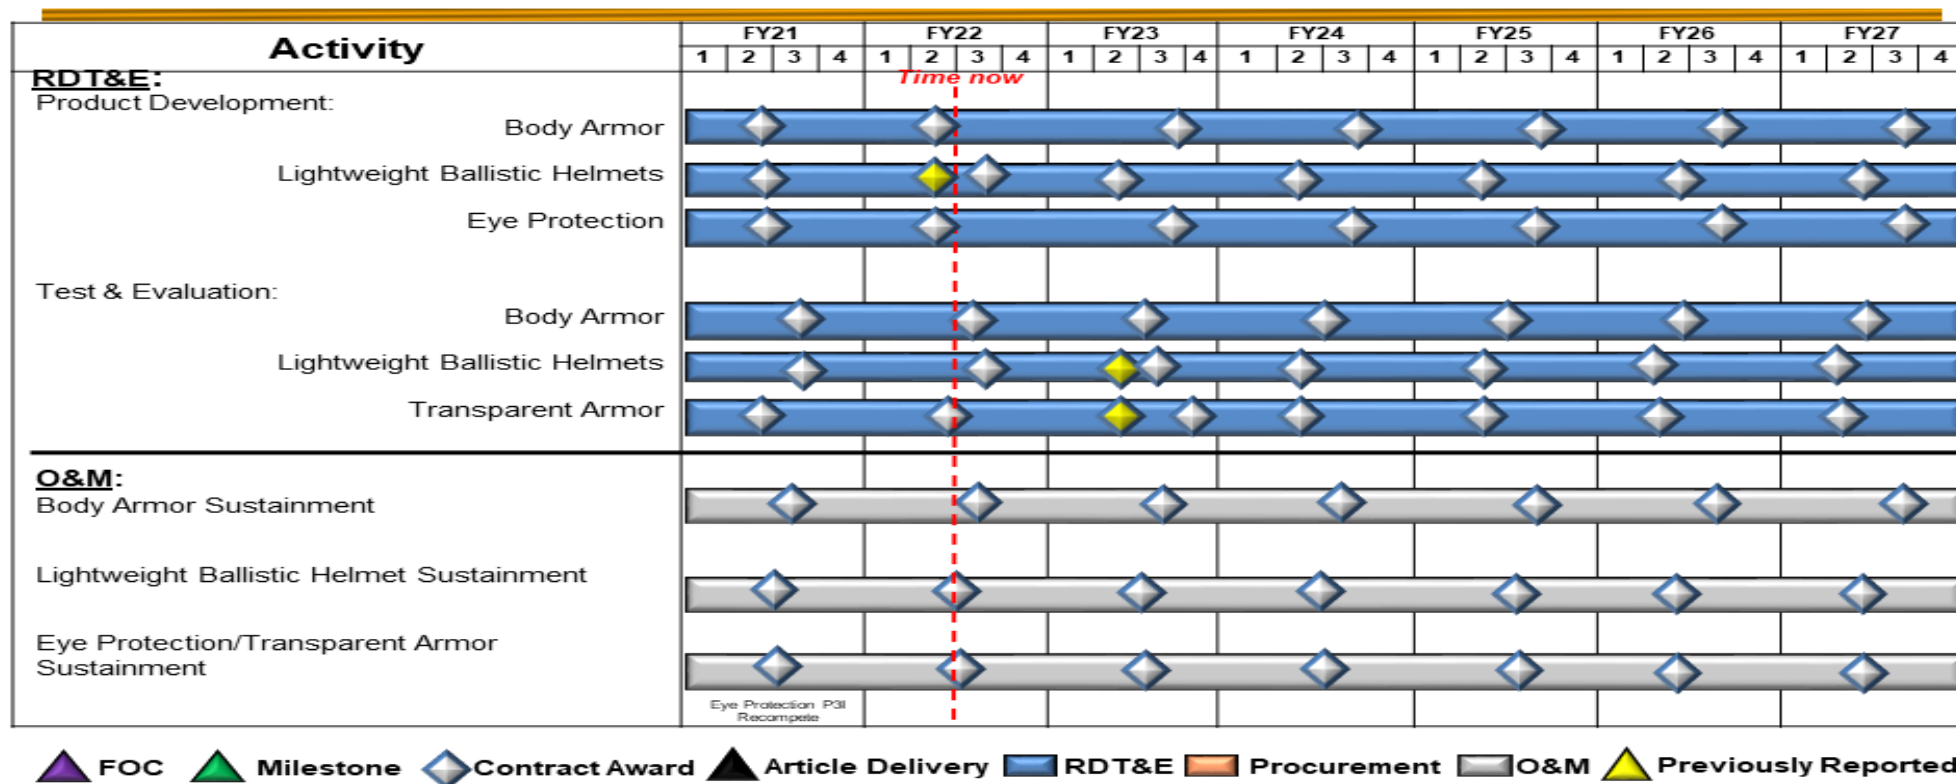 Activity
FY21 FY22 FY23 FY24 FY25 FY26 FY27
1 2 3 4 1 2 3 4 1 2 3 4 1 2 3 4 1 2 3 4 1 2 3 4 1 2 3 4
RDT&E:
Time now
Product Development:
Body Armor
Lightweight Ballistic Helmets
Eye Protection
Test & Evaluation:
Body Armor
Lightweight Ballistic Helmets
Transparent Armor
O&M:
Body Armor Sustainment
Lightweight Ballistic Helmet Sustainment
Eye Protection/Transparent Armor
Sustainment
Eye Protection P3I
Recompete
FOC Milestone Contract Award Article Delivery RDT&E Procurement O&M Previously Reported